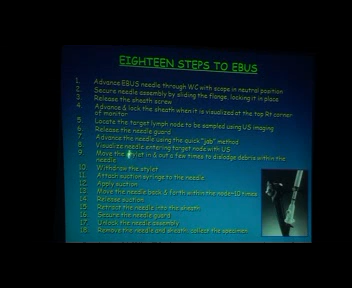 EIGHTEEN STEPS TO EBUS
1. Advance EBUS needle through WC with scope in neutral position
2. Secure needle assembly by sliding the flange, locking it in place
3. Release the sheath screw
4. Advance & lock the sheath when it is visualized at the top Rt corner
of monitor
5. Locate the target lymph node to be sampled using US imaging
6. Release the needle guard
7. Advance the needle using the quick "jab" method
8. Visualize needle entering target node with US
9. Move the stylet in & out a few times to dislodge debris within the
needle
10. Withdraw the stylet
11. Attach suction syringe to the needle
12. Apply suction
13. Move the needle back & forth within the node~10 times
14. Release suction
15. Retract the needle into the sheath
16. Secure the needle guard
17. Unlock the needle assembly
18. Remove the needle and sheath, collect the specimen